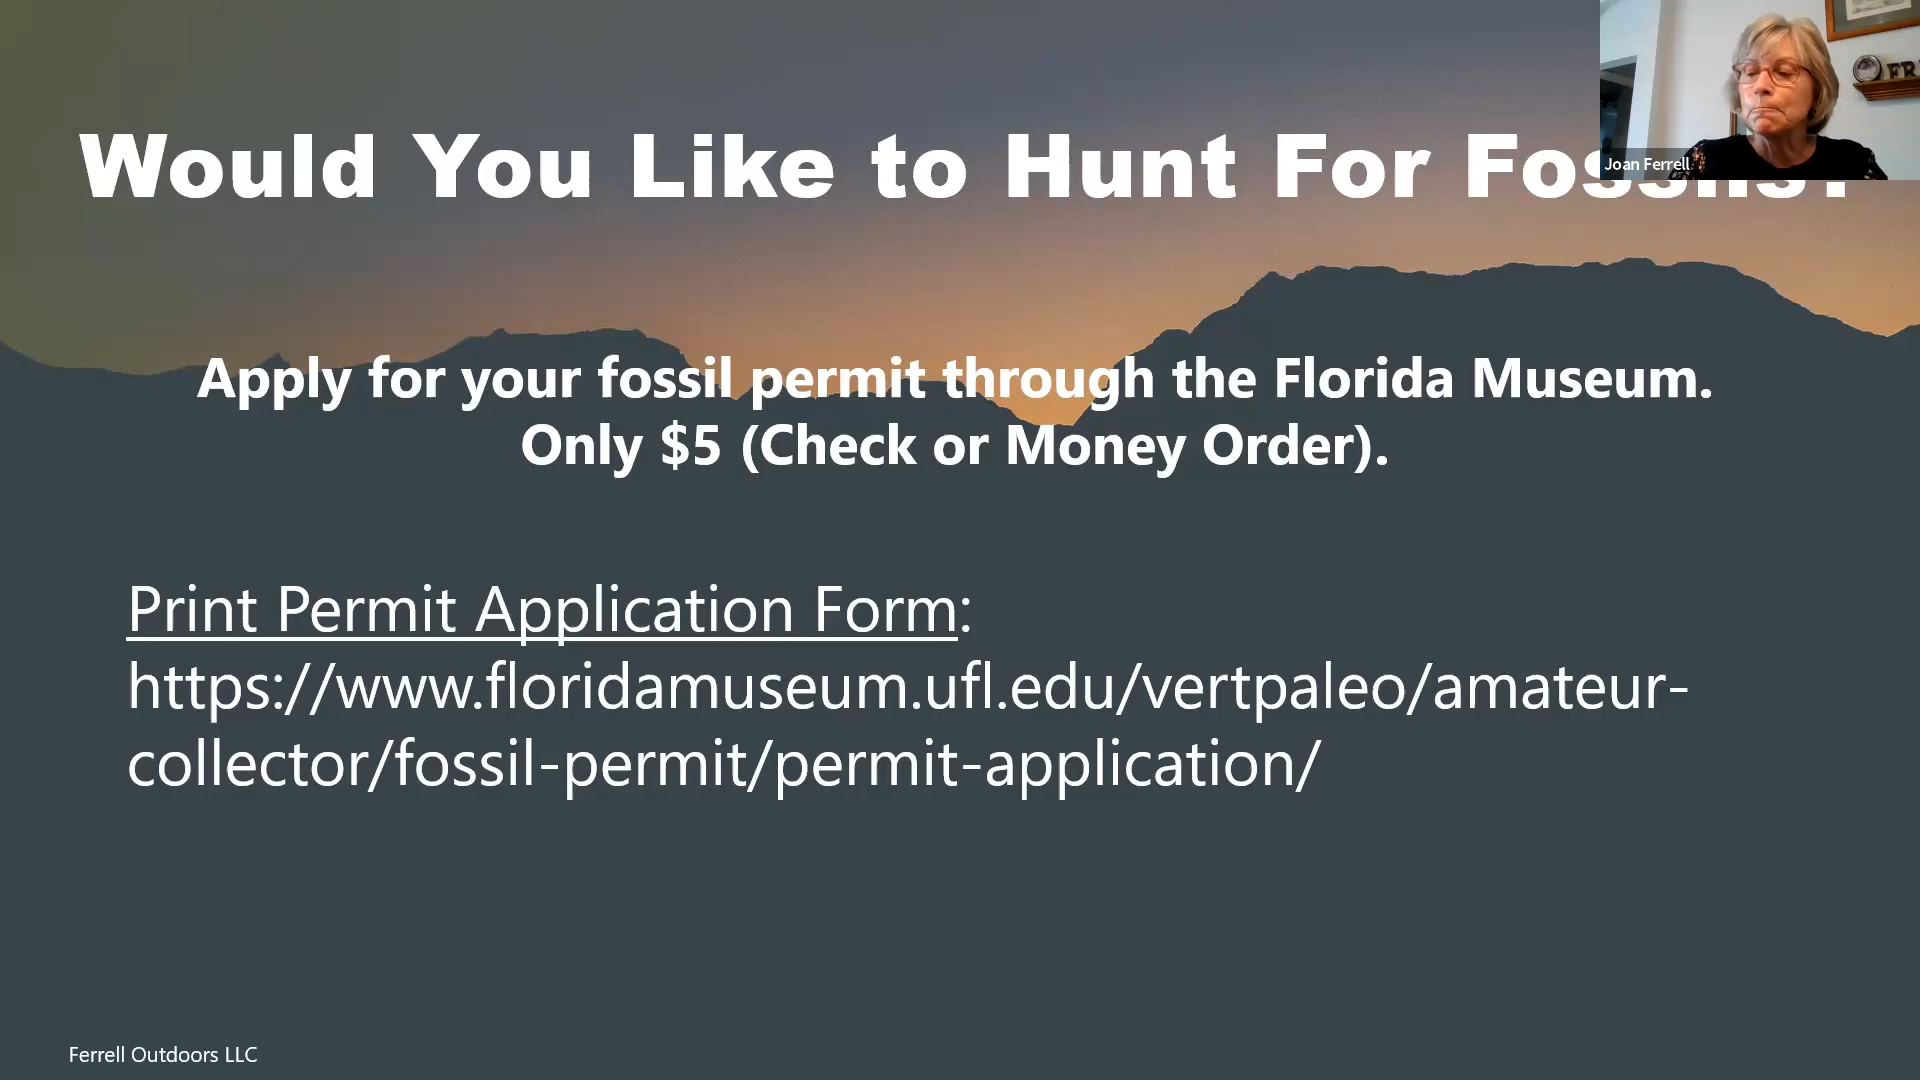 Would You Like to Hunt For
Joan Ferrell
FR
Apply for your fossil permit through the Florida Museum.
Only $5 (Check or Money Order).
Print Permit Application Form:
https://www.floridamuseum.ufl.edu/vertpaleo/amateur-
collector/fossil-permit/permit-application/
Ferrell Outdoors LLC